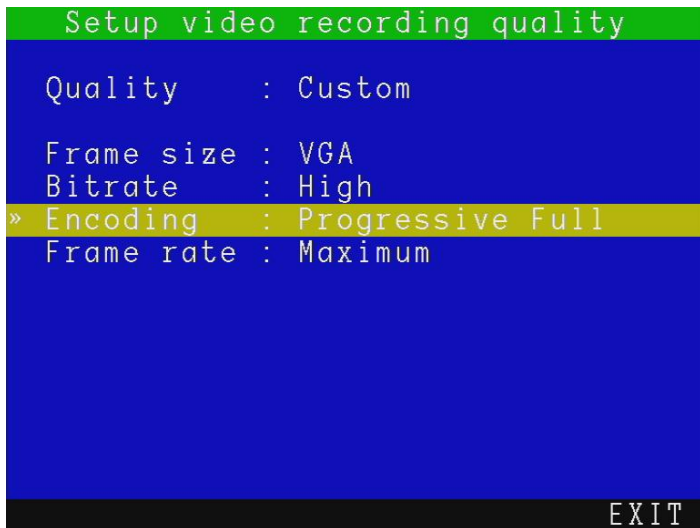 Setup video recording quality
Quality : Custom
Frame size : VGA
Bitrate : High
» Encoding : Progressive Full
Frame rate : Maximum
EXIT